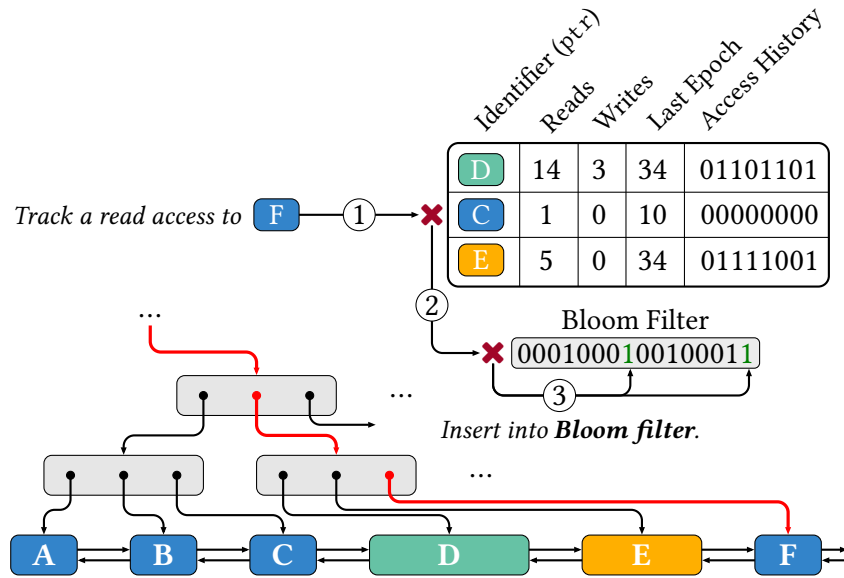 Identifier (ptr) Reads Writes Last Epoch Access History
D 14 3 34 01101101
Track a read access to F 1 C 1 0 10 00000000
E 5 0 34 01111001
2
...
Bloom Filter
0001000100100011
3
...
Insert into Bloom filter.
...
A B C D E F